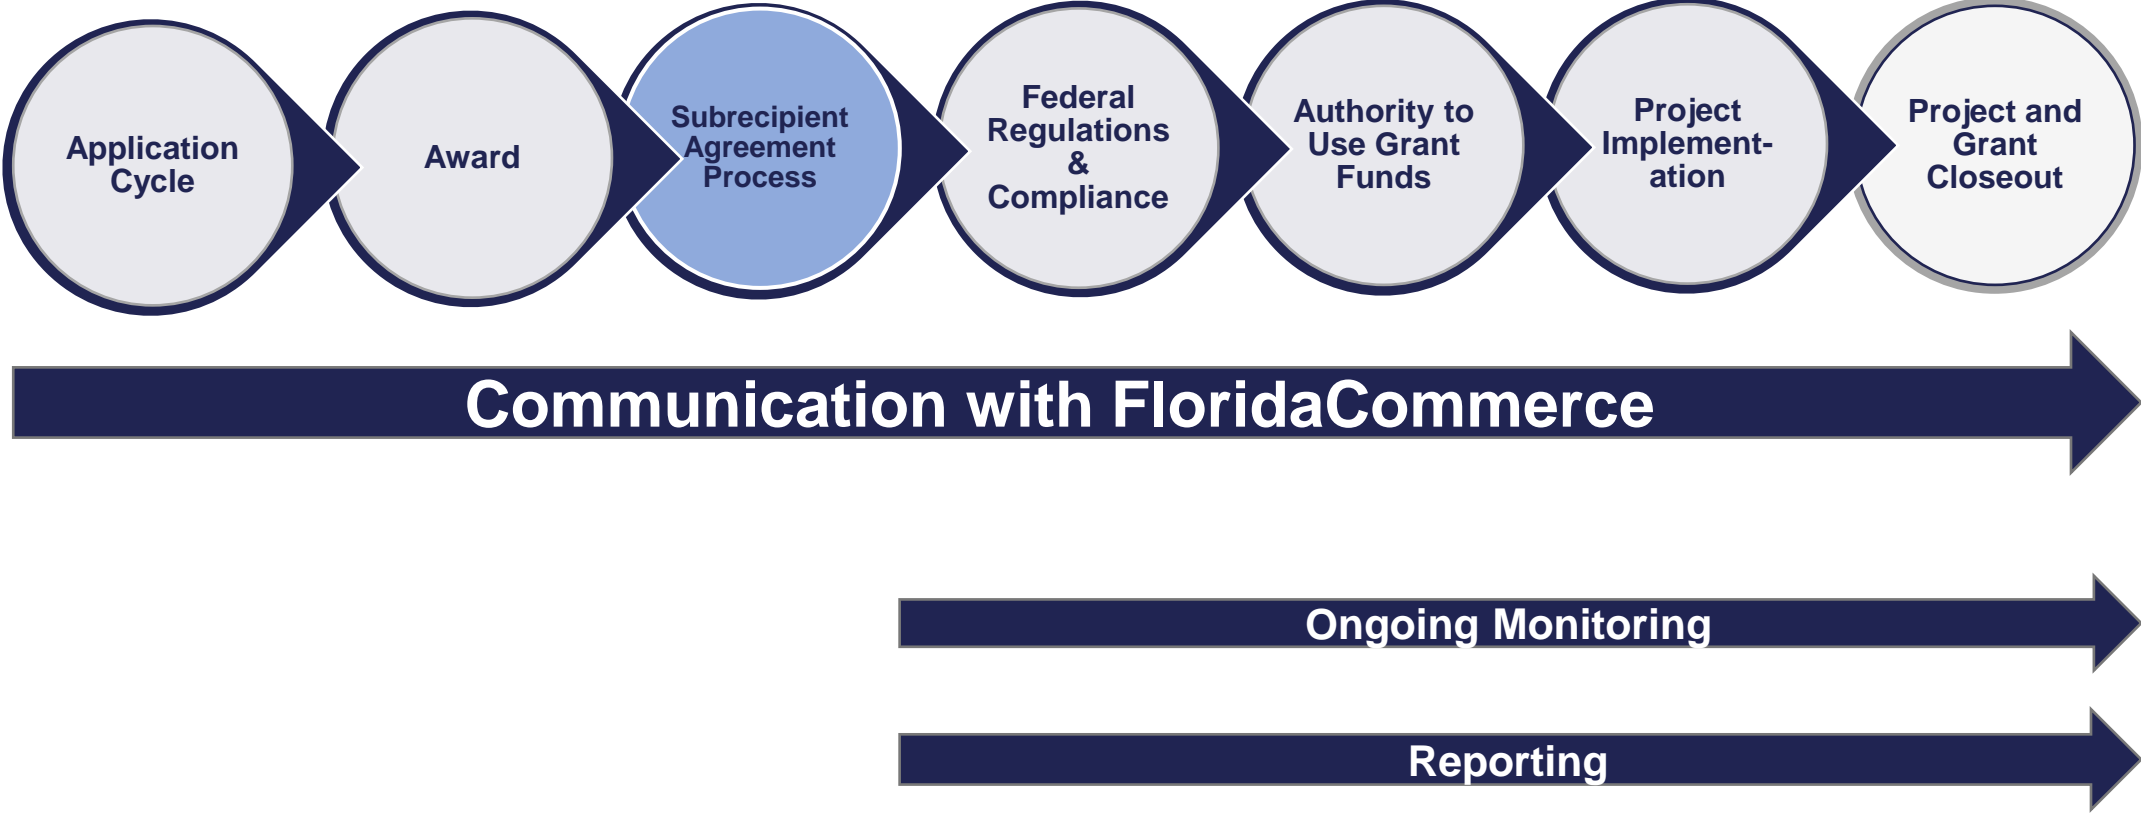 Application
Cycle
Award
Subrecipient
Agreement
Process
Federal
Regulations
&
Compliance
Authority to
Use Grant
Funds
Project
Implement-
ation
Project and
Grant
Closeout
Communication with FloridaCommerce
Ongoing Monitoring
Reporting